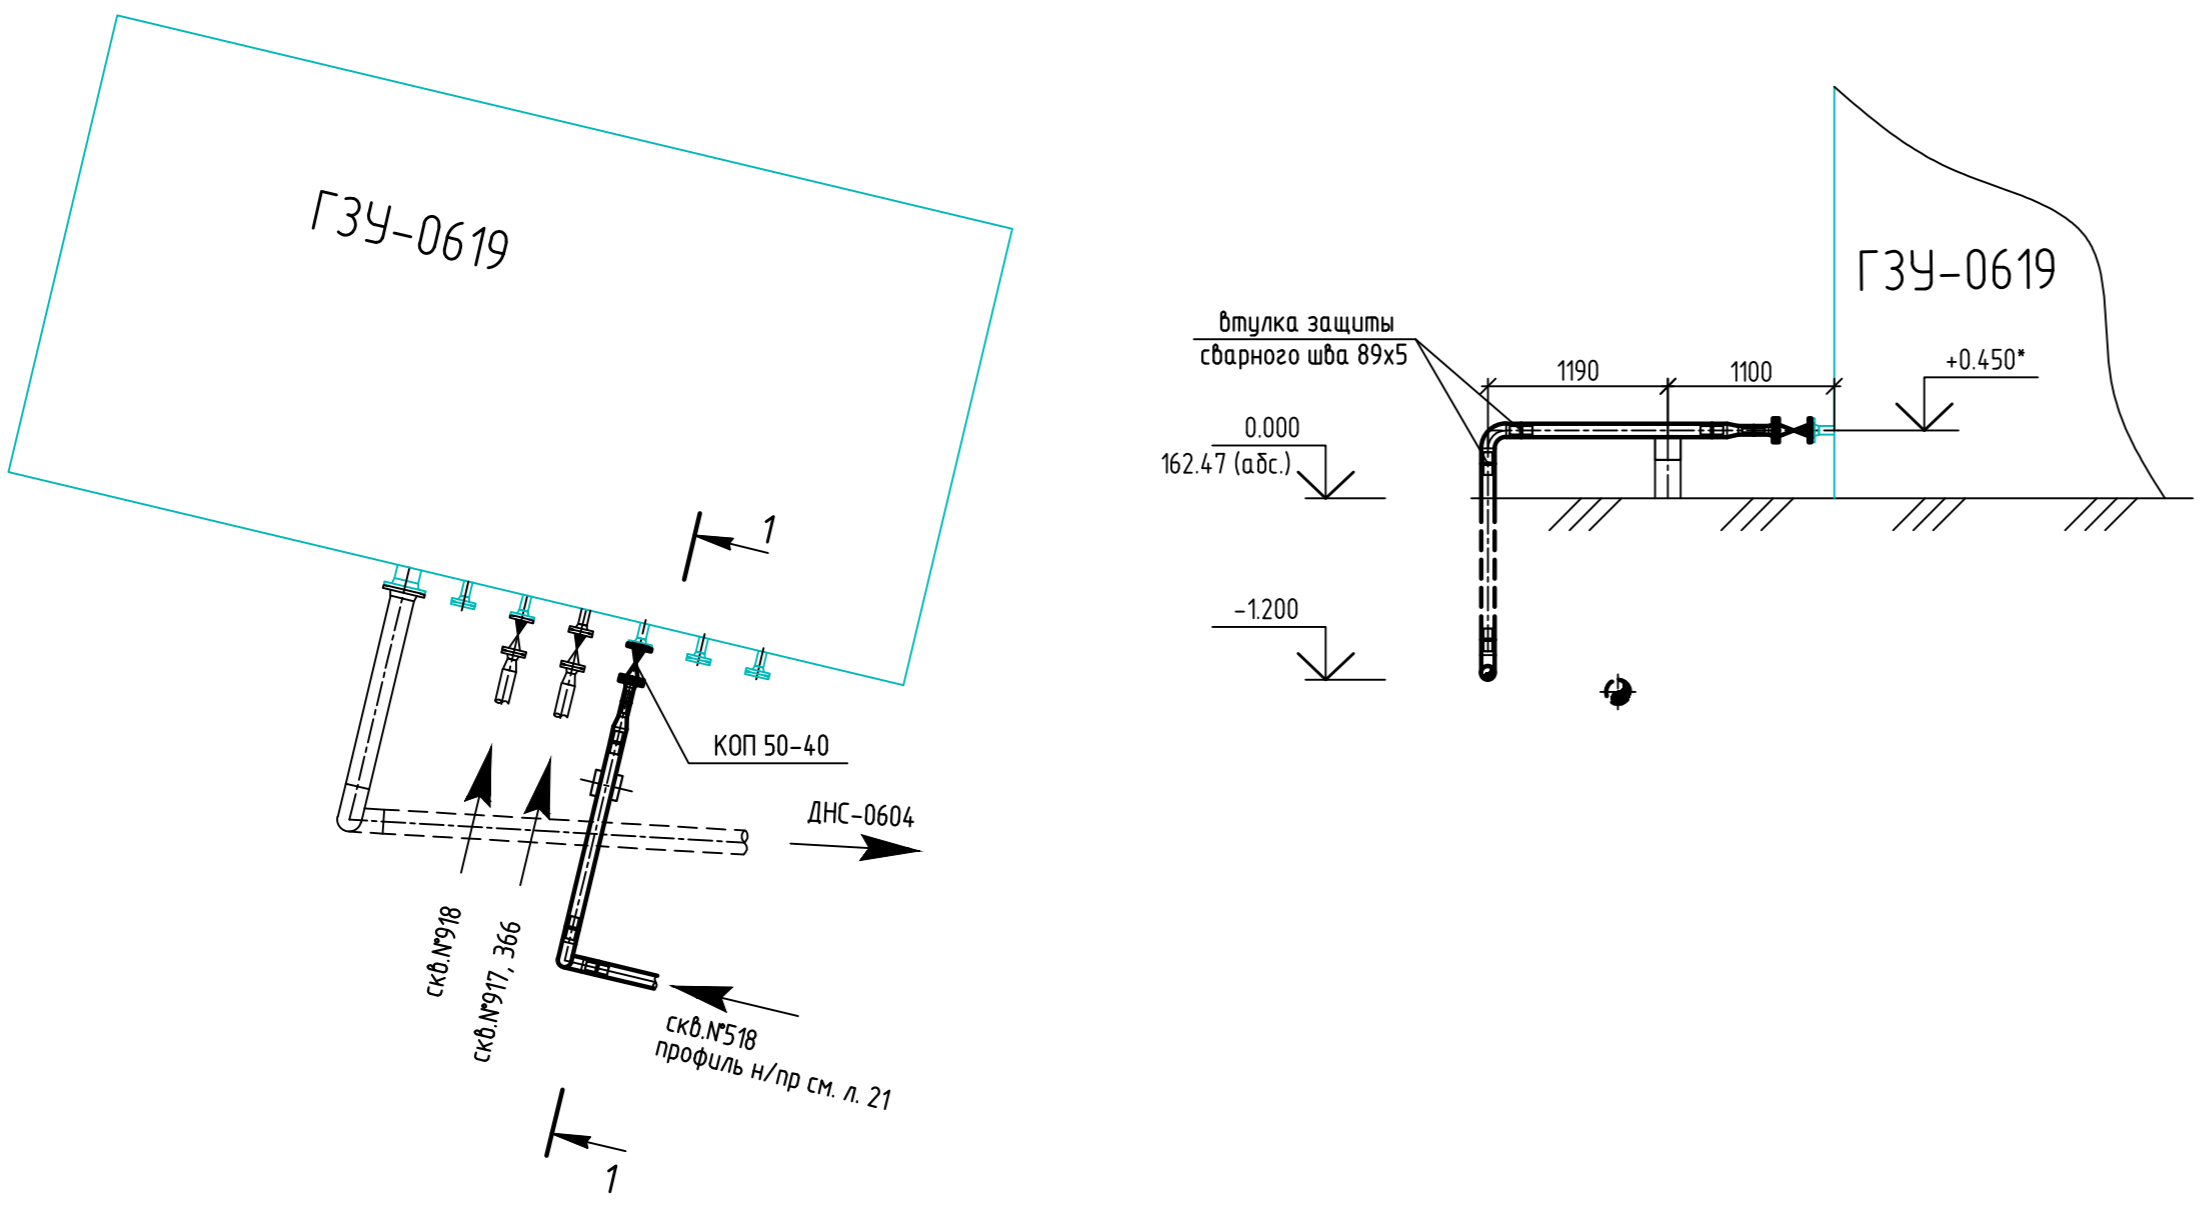 ГЗУ-0619
1
КОП 50-40
ДНС-0604
скв.№918
скв.№917, 366
скв.№518
профиль н/пр см. л. 21
1
ГЗУ-0619
втулка защиты
сварного шва 89х5
1190
1100
+0.450*
0.000
162.47 (абс.)
-1.200